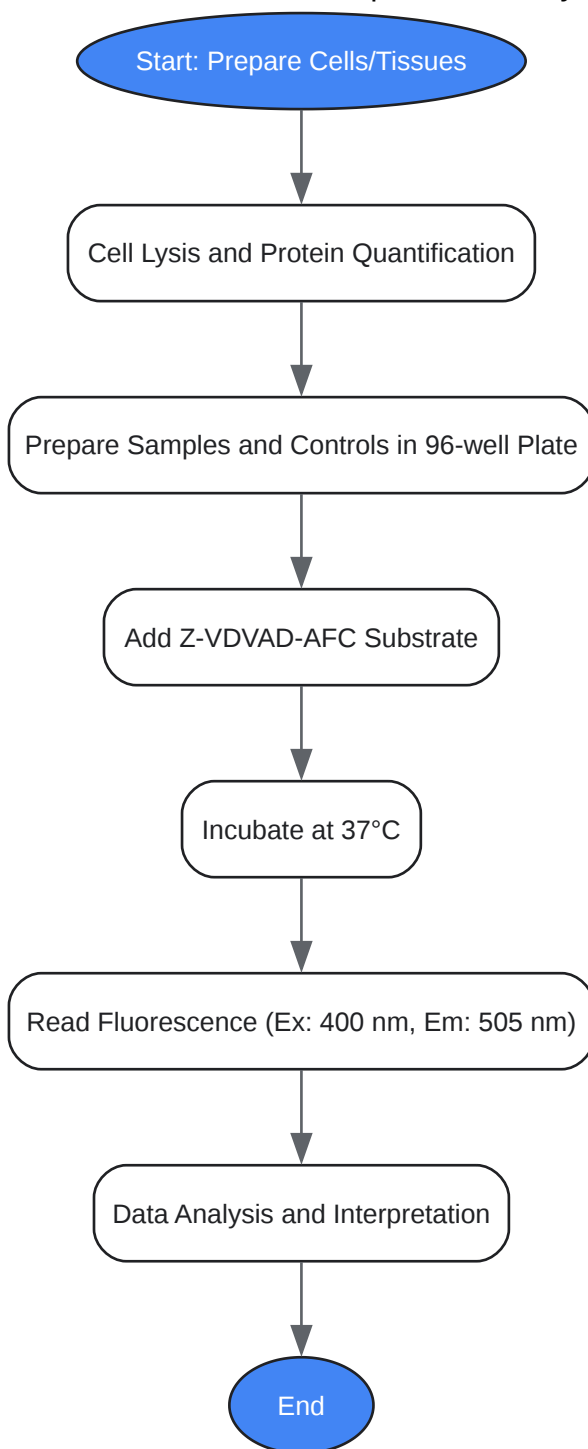 Start: Prepare Cells/Tissues
Cell Lysis and Protein Quantification
Prepare Samples and Controls in 96-well Plate
Add Z-VDVAD-AFC Substrate
Incubate at 37°C
Read Fluorescence (Ex: 400 nm, Em: 505 nm)
Data Analysis and Interpretation
End